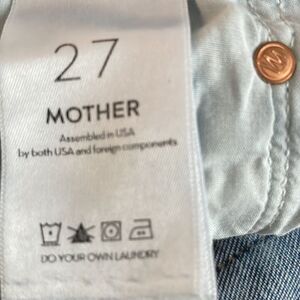 27
MOTHER
Assembled in USA
by both USA and foreign components
DO YOUR OWN LAUNDRY
M